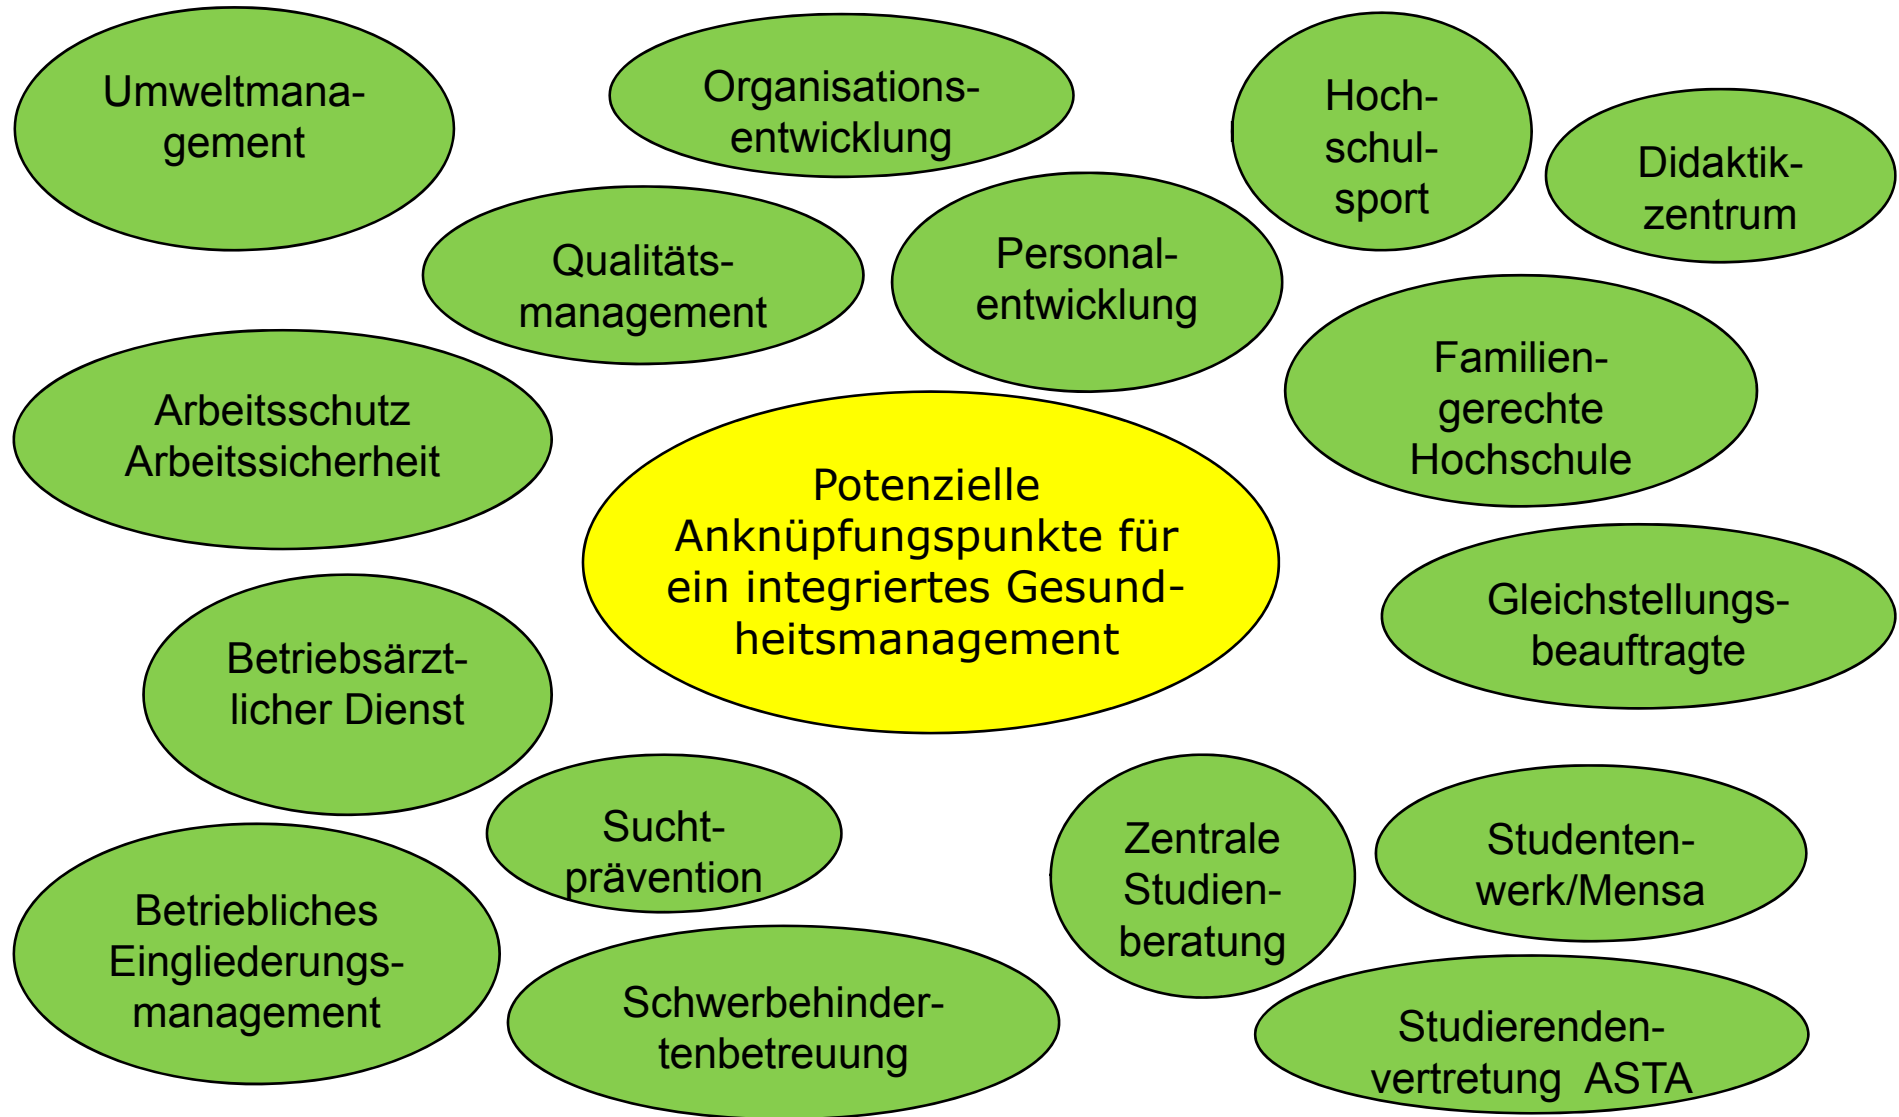 Umweltmana-
gement
Organisations-
entwicklung
Hoch-
schul-
sport
Didaktik-
zentrum
Qualitäts-
management
Personal-
entwicklung
Familien-
gerechte
Hochschule
Arbeitsschutz
Arbeitssicherheit
Potenzielle
Anknüpfungspunkte für
ein integriertes Gesund-
heitsmanagement
Gleichstellungs-
beauftragte
Betriebsärzt-
licher Dienst
Sucht-
prävention
Zentrale
Studien-
beratung
Studenten-
werk/Mensa
Betriebliches
Eingliederungs-
management
Schwerbehinder-
tenbetreuung
Studierenden-
vertretung  ASTA